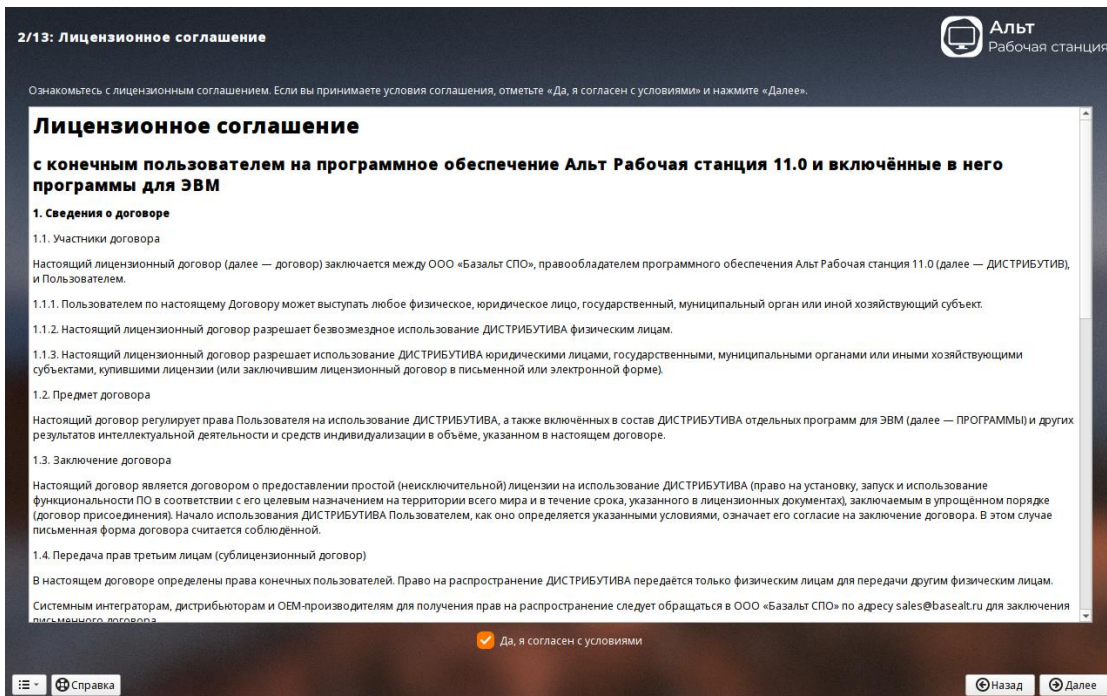 2/13: Лицензионное соглашение
Альт
Рабочая станция
Ознакомьтесь с лицензионным соглашением. Если вы принимаете условия соглашения, отметьте «Да, я согласен с условиями» и нажмите «Далее».
Лицензионное соглашение
с конечным пользователем на программное обеспечение Альт Рабочая станция 11.0 и включённые в него
программы для ЭВМ
1. Сведения о договоре
1.1. Участники договора
Настоящий лицензионный договор (далее — договор) заключается между ООО «Базальт СПО», правообладателем программного обеспечения Альт Рабочая станция 11.0 (далее — ДИСТРИБУТИВ),
и Пользователем.
1.1.1. Пользователем по настоящему Договору может выступать любое физическое, юридическое лицо, государственный, муниципальный орган или иной хозяйствующий субъект.
1.1.2. Настоящий лицензионный договор разрешает безвозмездное использование ДИСТРИБУТИВА физическим лицам.
1.1.3. Настоящий лицензионный договор разрешает использование ДИСТРИБУТИВА юридическими лицами, государственными, муниципальными органами или иными хозяйствующими
субъектами, купившими лицензии (или заключившим лицензионный договор в письменной или электронной форме).
1.2. Предмет договора
Настоящий договор регулирует права Пользователя на использование ДИСТРИБУТИВА, а также включённых в состав ДИСТРИБУТИВА отдельных программ для ЭВМ (далее — ПРОГРАММЫ) и других
результатов интеллектуальной деятельности и средств индивидуализации в объёме, указанном в настоящем договоре.
1.3. Заключение договора
Настоящий договор является договором о предоставлении простой (неисключительной) лицензии на использование ДИСТРИБУТИВА (право на установку, запуск и использование
функциональности ПО в соответствии с его целевым назначением на территории всего мира и в течение срока, указанного в лицензионных документах), заключаемым в упрощённом порядке
(договор присоединения). Начало использования ДИСТРИБУТИВА Пользователем, как оно определяется указанными условиями, означает его согласие на заключение договора. В этом случае
письменная форма договора считается соблюдённой.
1.4. Передача прав третьим лицам (сублицензионный договор)
В настоящем договоре определены права конечных пользователей. Право на распространение ДИСТРИБУТИВА передаётся только физическим лицам для передачи другим физическим лицам.
Системным интеграторам, дистрибьюторам и OEM-производителям для получения прав на распространение следует обращаться в ООО «Базальт СПО» по адресу sales@basealt.ru для заключения
письменного договора.
Да, я согласен с условиями
Справка
Назад
Далее